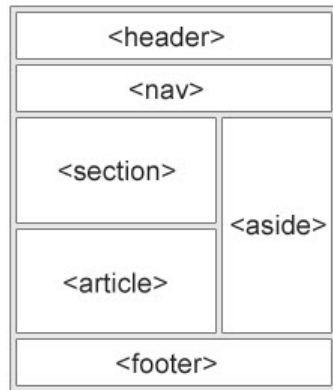 <header>
<nav>
<section>
<aside>
<article>
<footer>